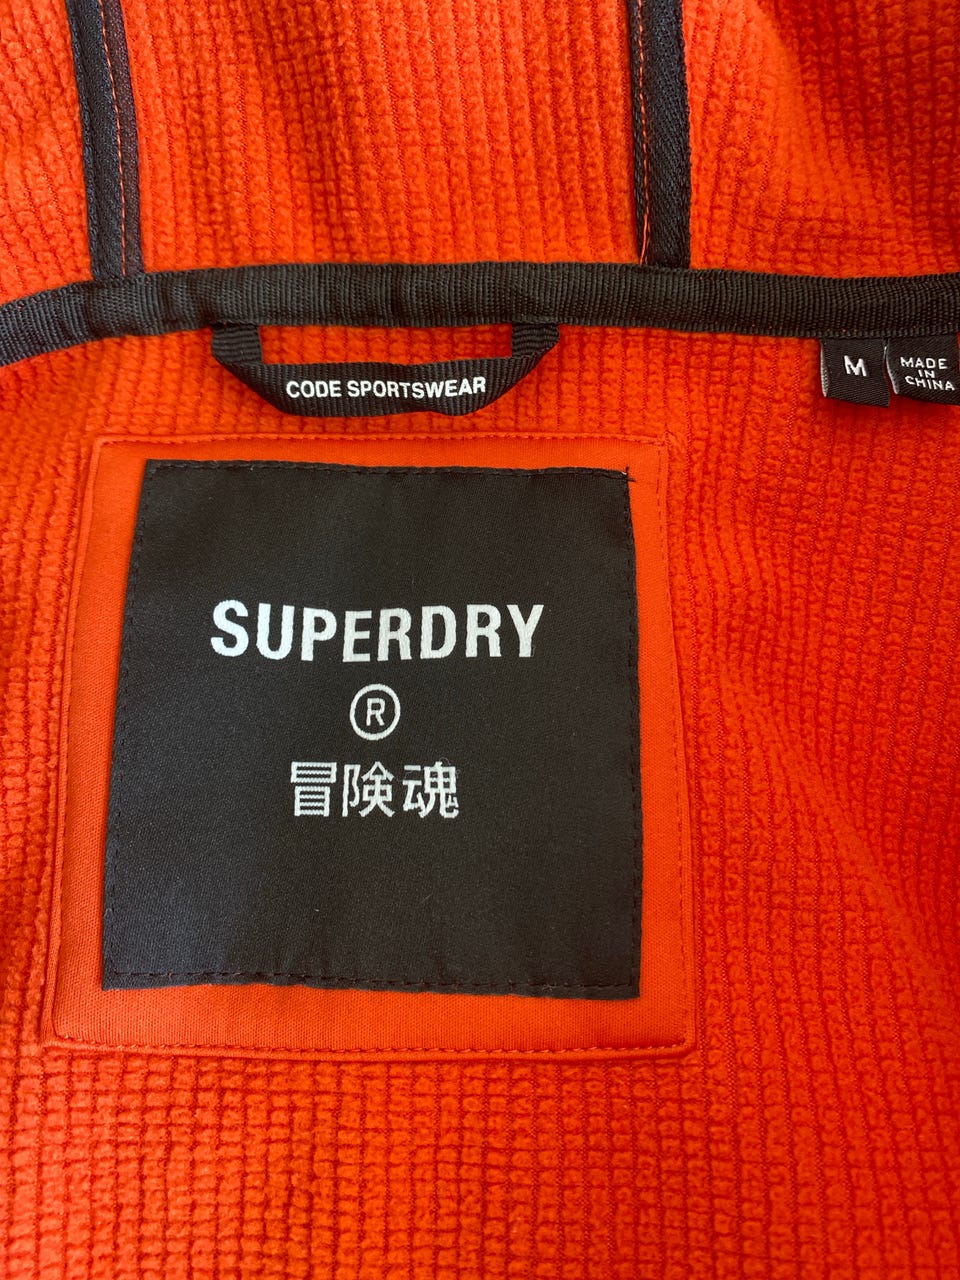 CODE SPORTSWEAR
M
MADE
IN
CHINA
SUPERDRY
®
冒険魂